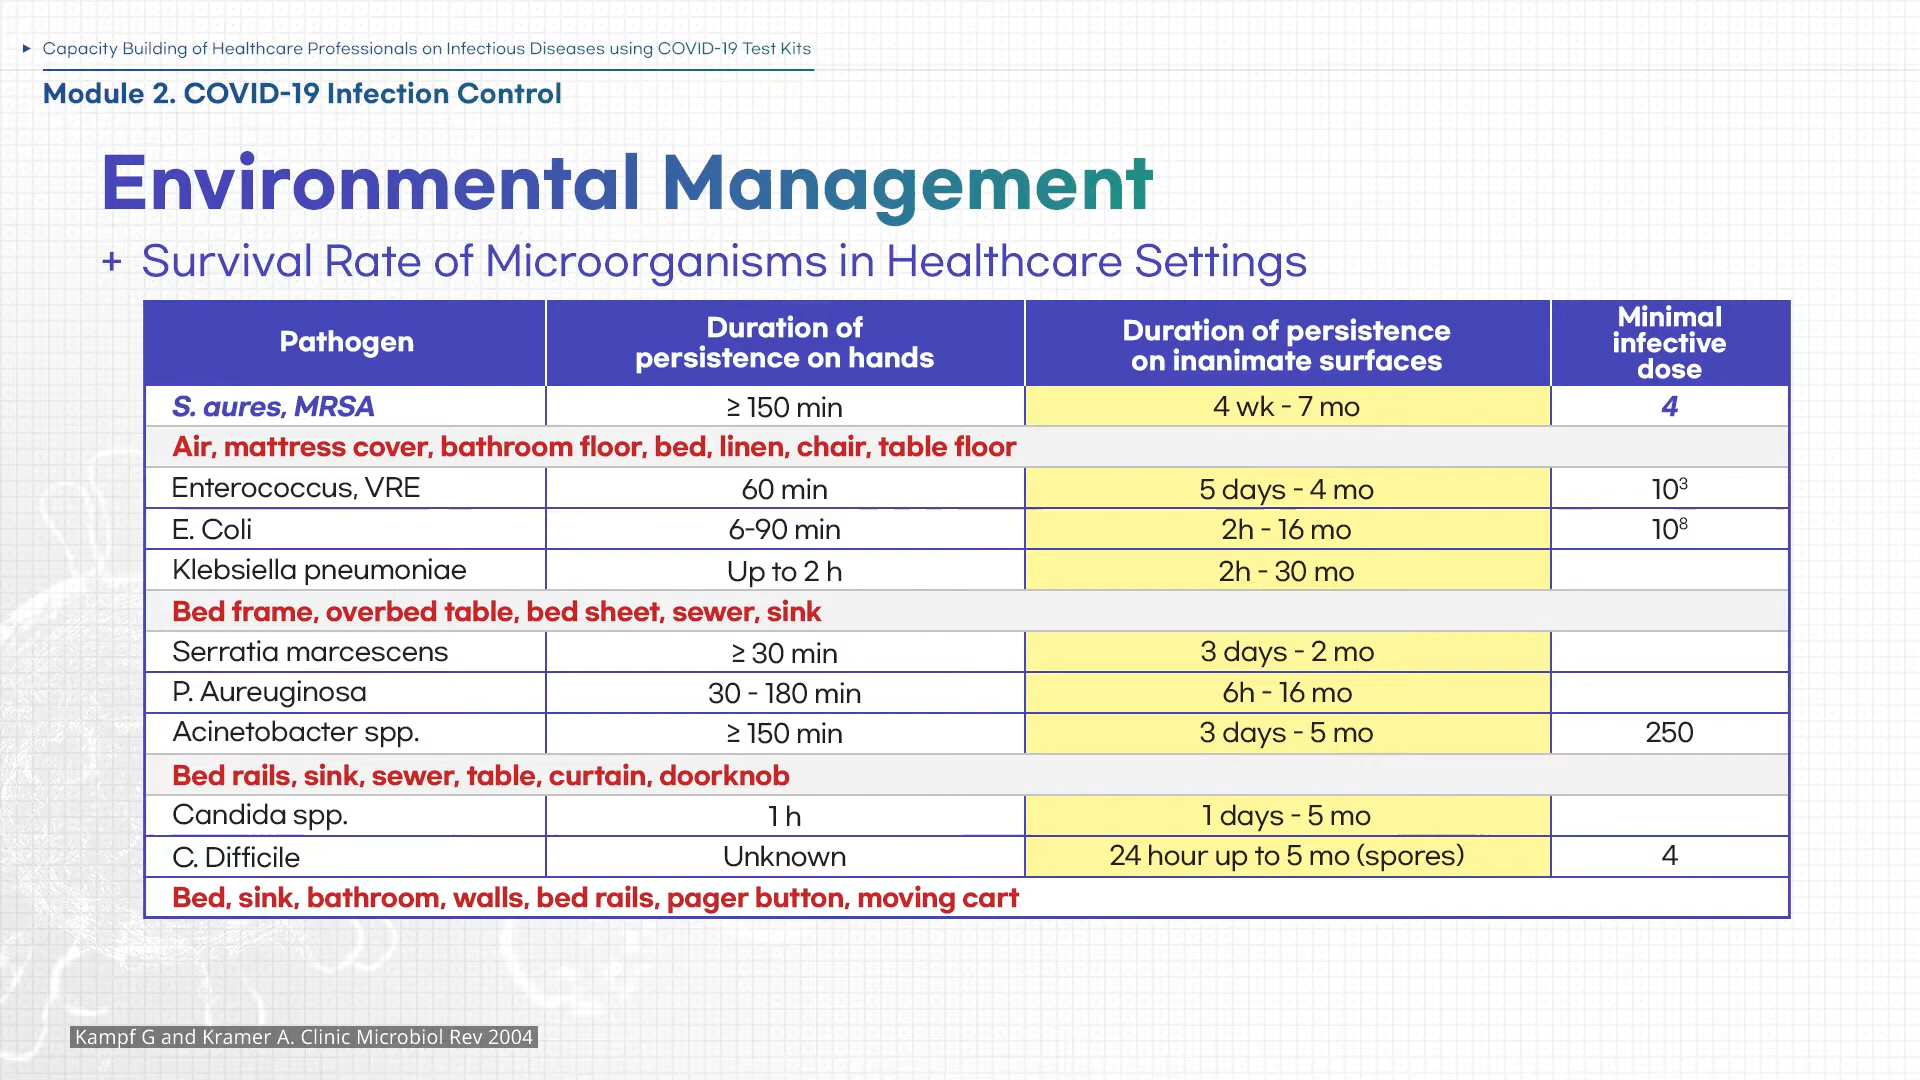 Capacity Building of Healthcare Professionals on Infectious Diseases using COVID-19 Test Kits
Module 2. COVID-19 Infection Control
Environmental Management
+ Survival Rate of Microorganisms in Healthcare Settings
Pathogen | Duration of persistence on hands | Duration of persistence on inanimate surfaces | Minimal infective dose
S. aures, MRSA | ≥ 150 min | 4 wk - 7 mo | 4
Air, mattress cover, bathroom floor, bed, linen, chair, table floor
Enterococcus, VRE | 60 min | 5 days - 4 mo | 10³
E. Coli | 6-90 min | 2h - 16 mo | 10⁸
Klebsiella pneumoniae | Up to 2 h | 2h - 30 mo
Bed frame, overbed table, bed sheet, sewer, sink
Serratia marcescens | ≥ 30 min | 3 days - 2 mo
P. Aureuginosa | 30 - 180 min | 6h - 16 mo
Acinetobacter spp. | ≥ 150 min | 3 days - 5 mo | 250
Bed rails, sink, sewer, table, curtain, doorknob
Candida spp. | 1 h | 1 days - 5 mo
C. Difficile | Unknown | 24 hour up to 5 mo (spores) | 4
Bed, sink, bathroom, walls, bed rails, pager button, moving cart
Kampf G and Kramer A. Clinic Microbiol Rev 2004